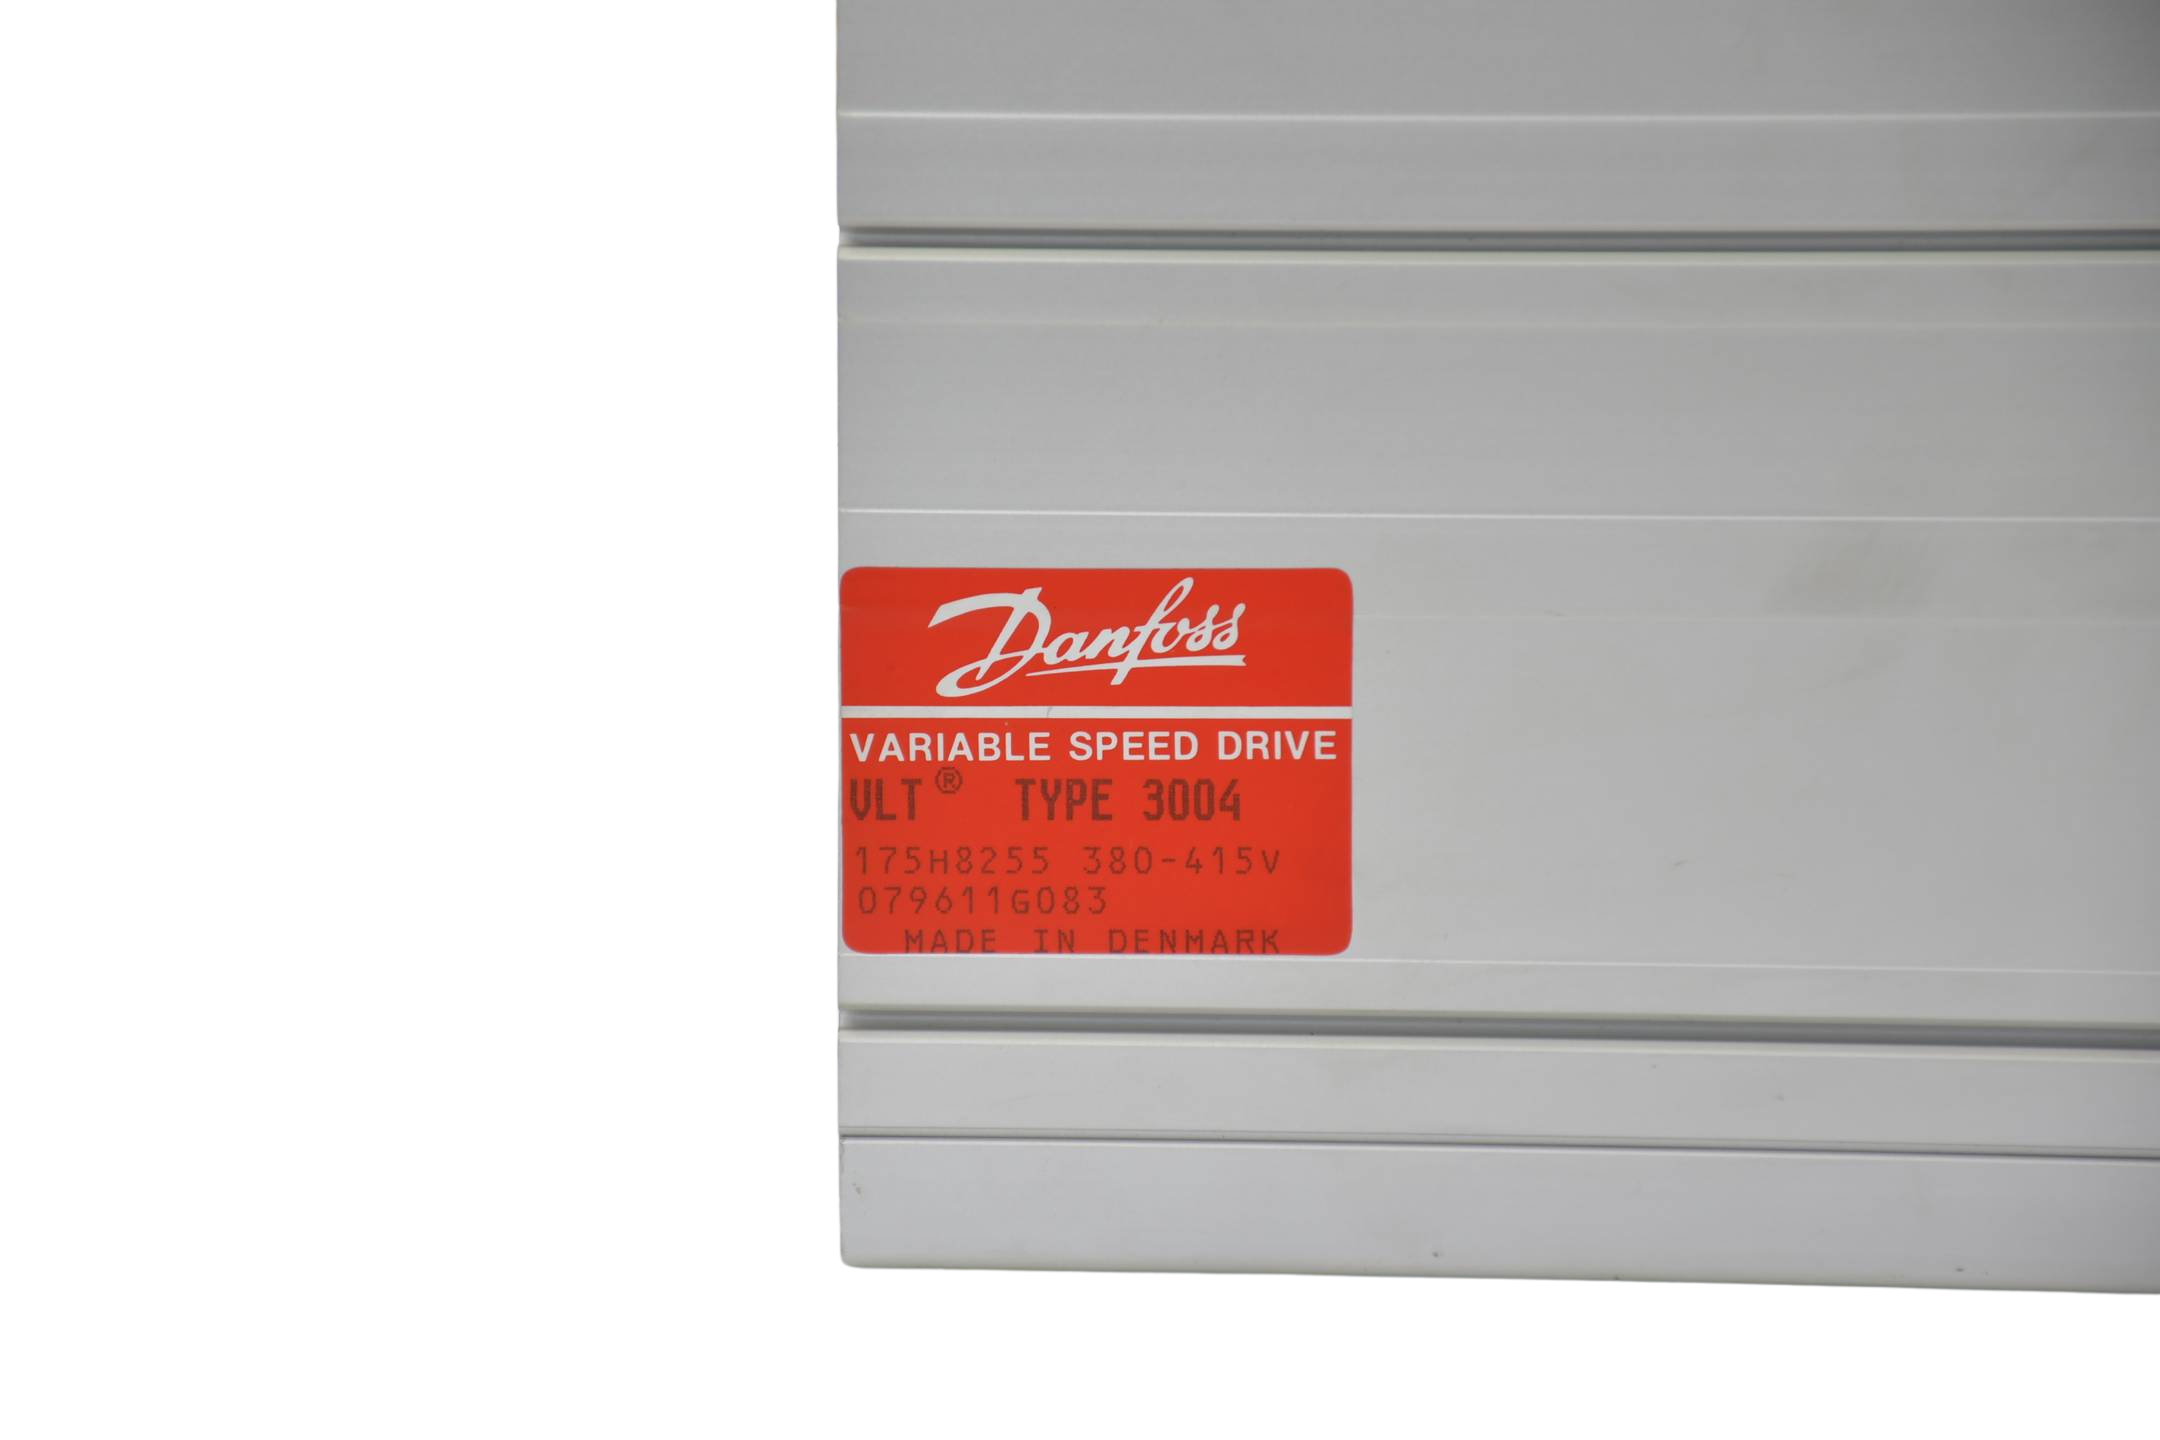 Danfoss
VARIABLE SPEED DRIVE
VLT® TYPE 3004
175H8255 380-415V
079611G083
MADE IN DENMARK